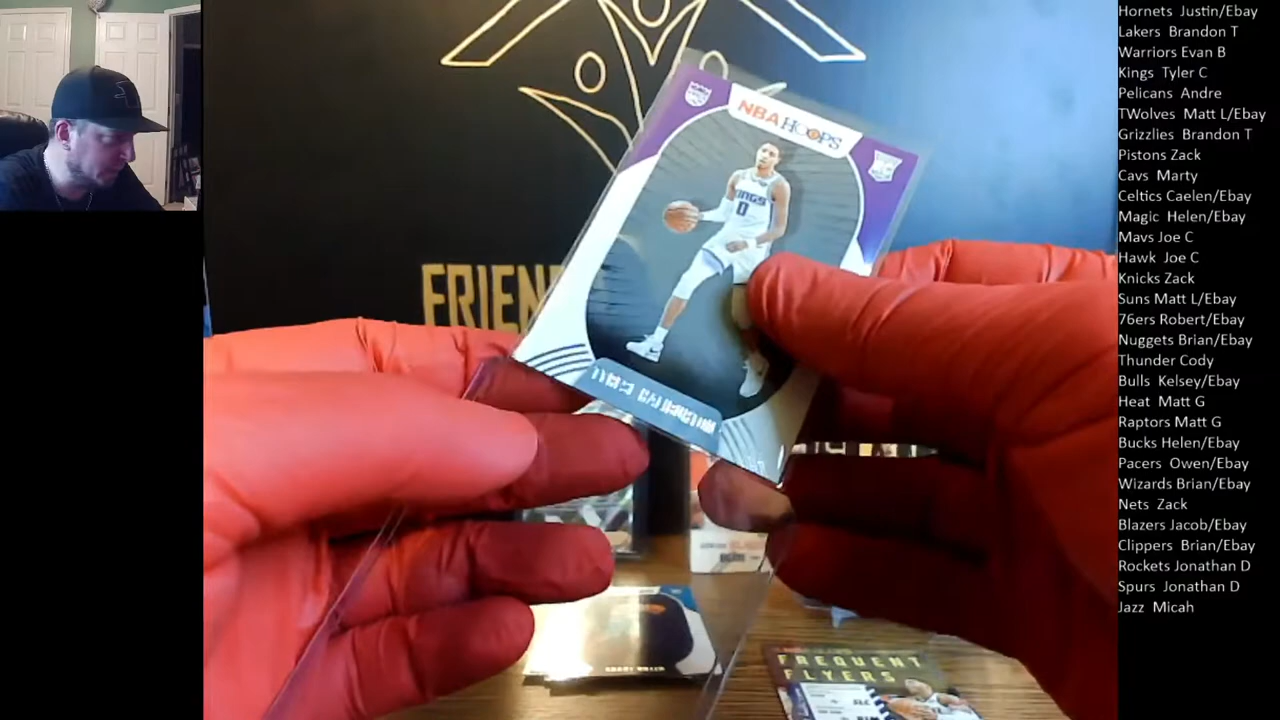 Hornets Justin/Ebay
Lakers Brandon T
Warriors Evan B
Kings Tyler C
Pelicans Andre
TWolves Matt L/Ebay
Grizzlies Brandon T
Pistons Zack
Cavs Marty
Celtics Caelen/Ebay
Magic Helen/Ebay
Mavs Joe C
Hawk Joe C
Knicks Zack
Suns Matt L/Ebay
76ers Robert/Ebay
Nuggets Brian/Ebay
Thunder Cody
Bulls Kelsey/Ebay
Heat Matt G
Raptors Matt G
Bucks Helen/Ebay
Pacers Owen/Ebay
Wizards Brian/Ebay
Nets Zack
Blazers Jacob/Ebay
Clippers Brian/Ebay
Rockets Jonathan D
Spurs Jonathan D
Jazz Micah
NBA HOOPS
RC
KINGS
0
FRIEN
FREQUENT
FLYERS